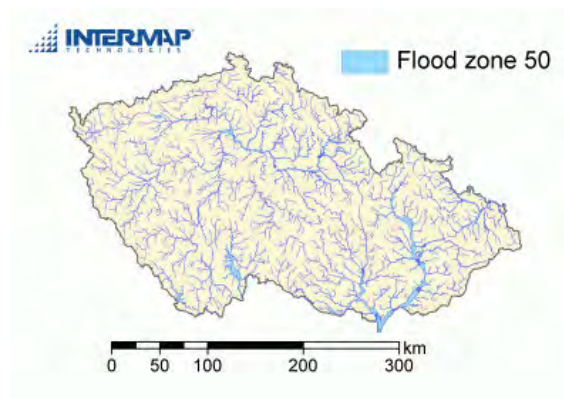 INTERMAP
TECHNOLOGIES
Flood zone 50
km
0 50 100 200 300